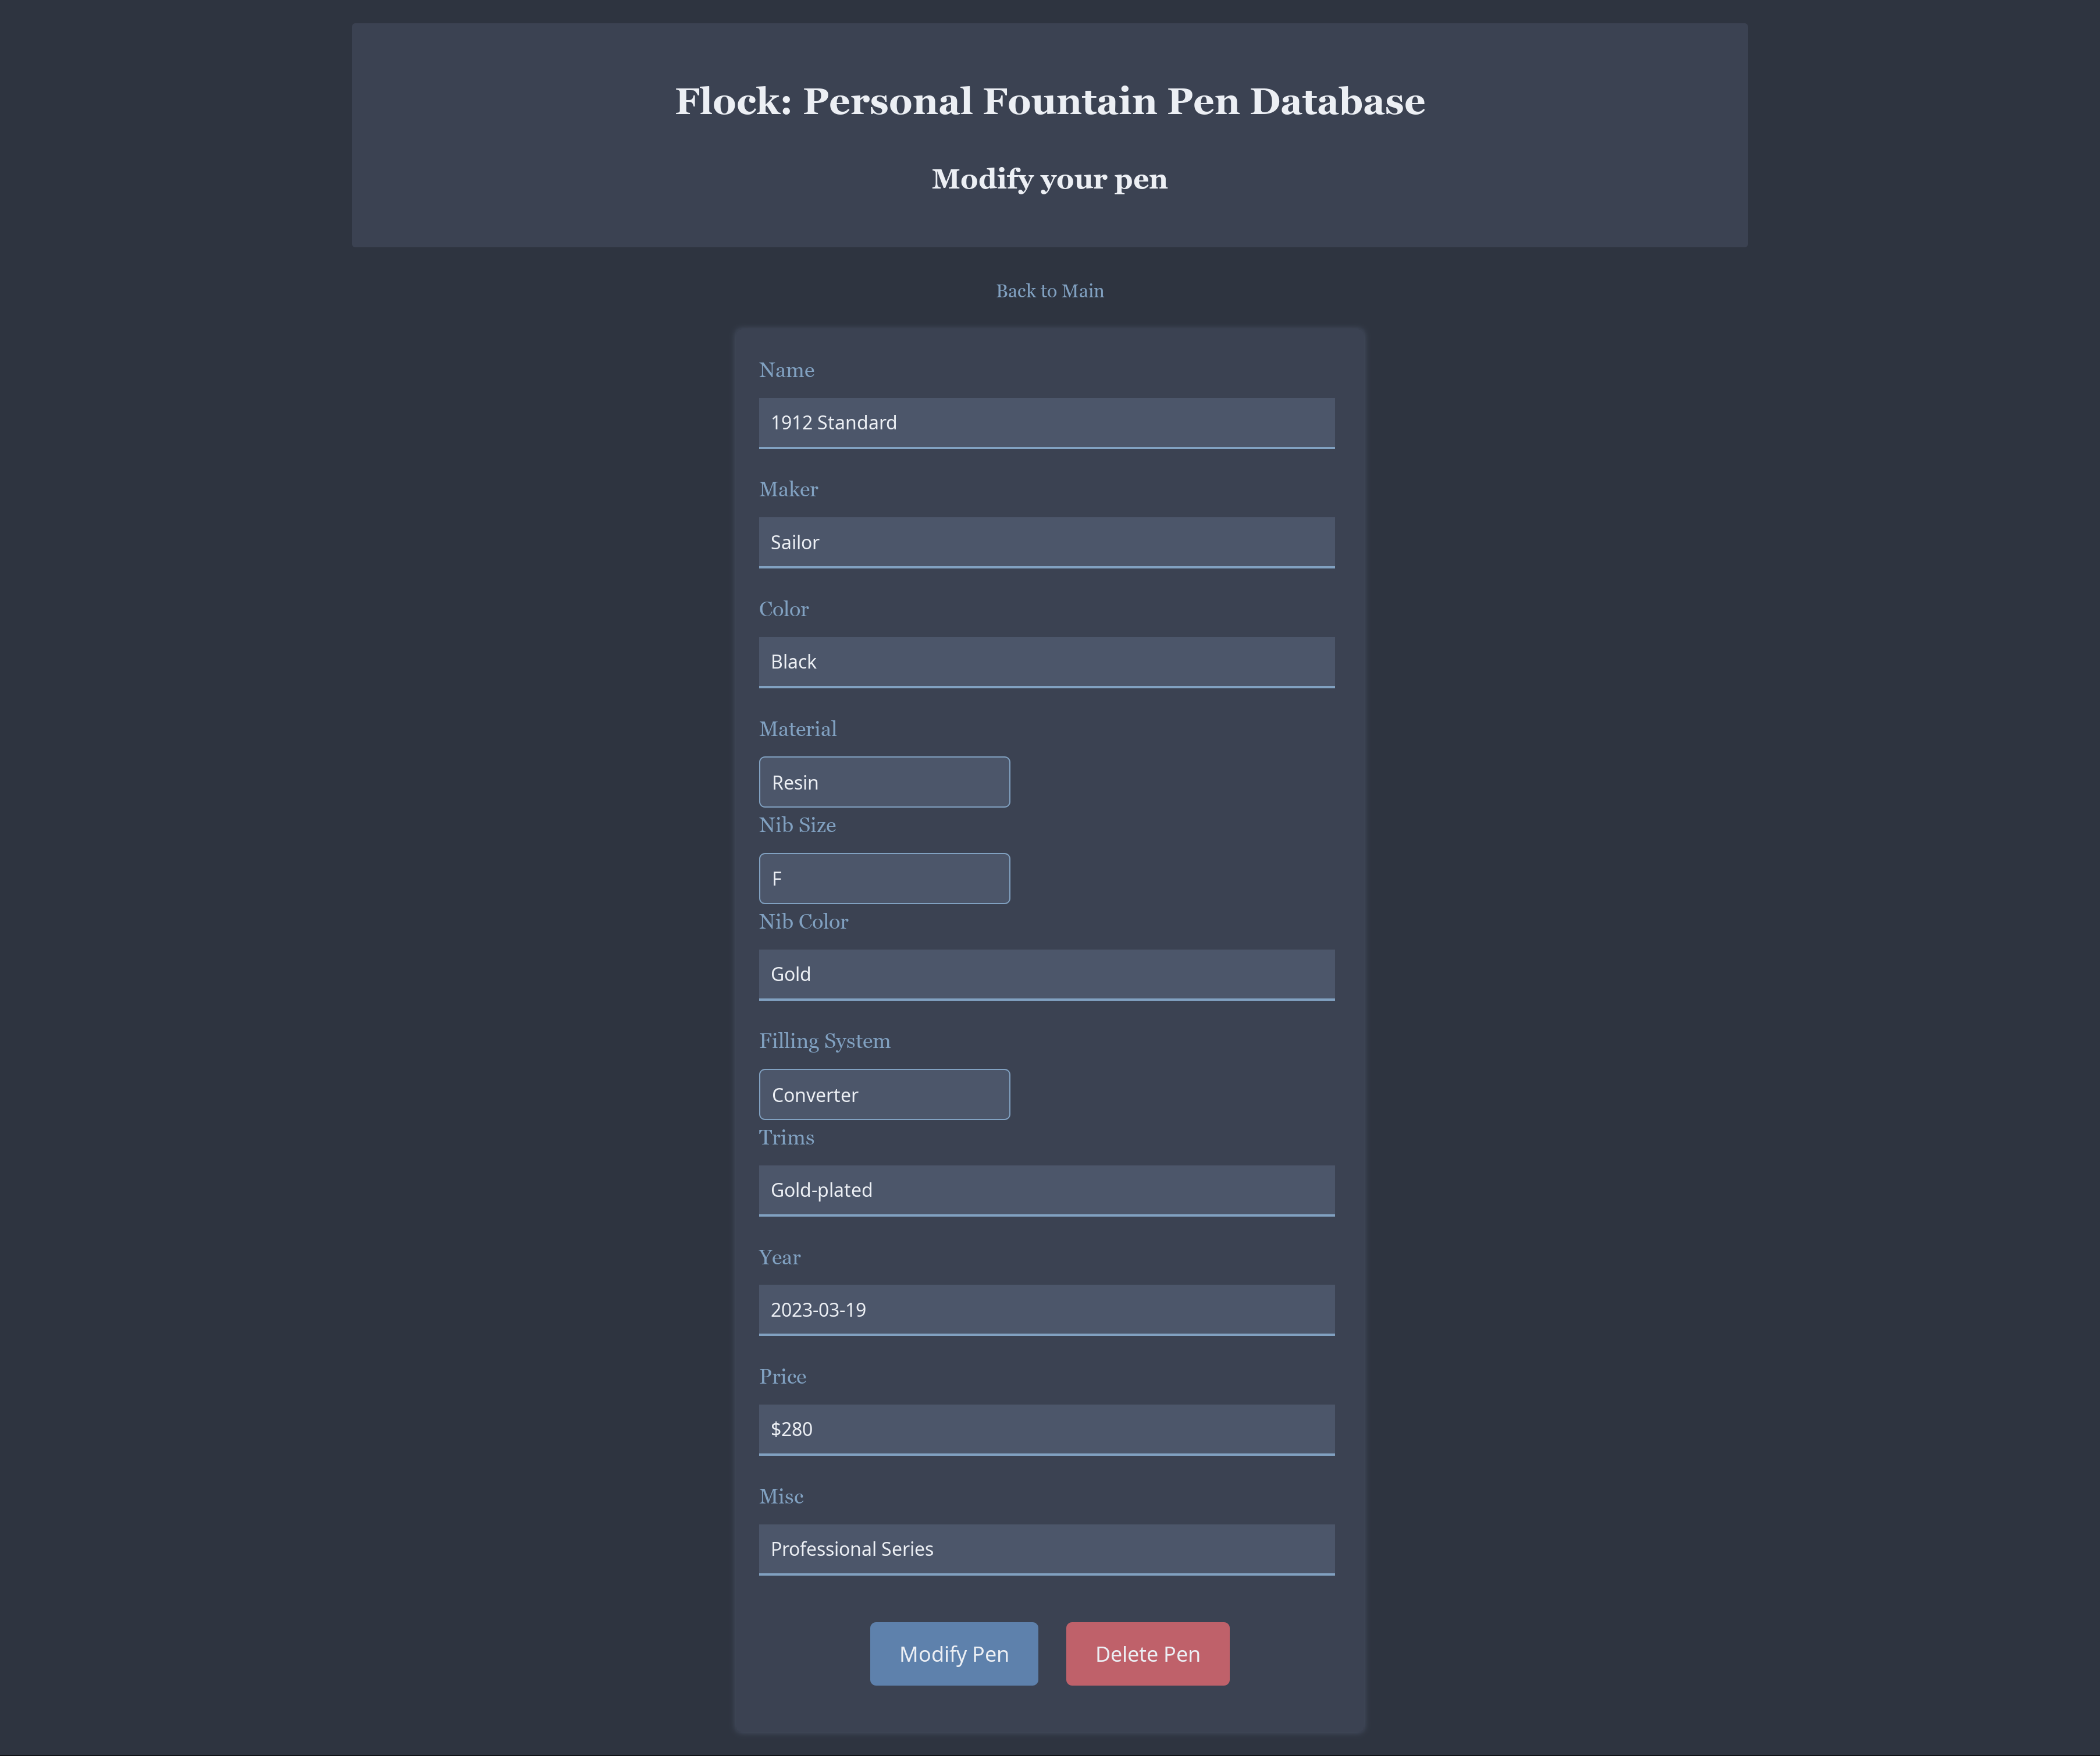 Flock: Personal Fountain Pen Database
Modify your pen
Back to Main
Name
1912 Standard
Maker
Sailor
Color
Black
Material
Resin
Nib Size
F
Nib Color
Gold
Filling System
Converter
Trims
Gold-plated
Year
2023-03-19
Price
$280
Misc
Professional Series
Modify Pen
Delete Pen